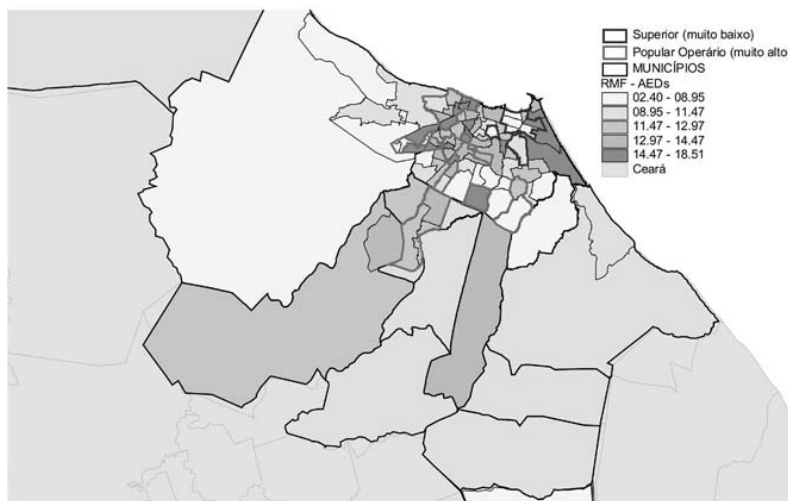 Superior (muito baixo)
Popular Operário (muito alto
MUNICÍPIOS
RMF - AEDs
02.40 - 08.95
08.95 - 11.47
11.47 - 12.97
12.97 - 14.47
14.47 - 18.51
Ceará